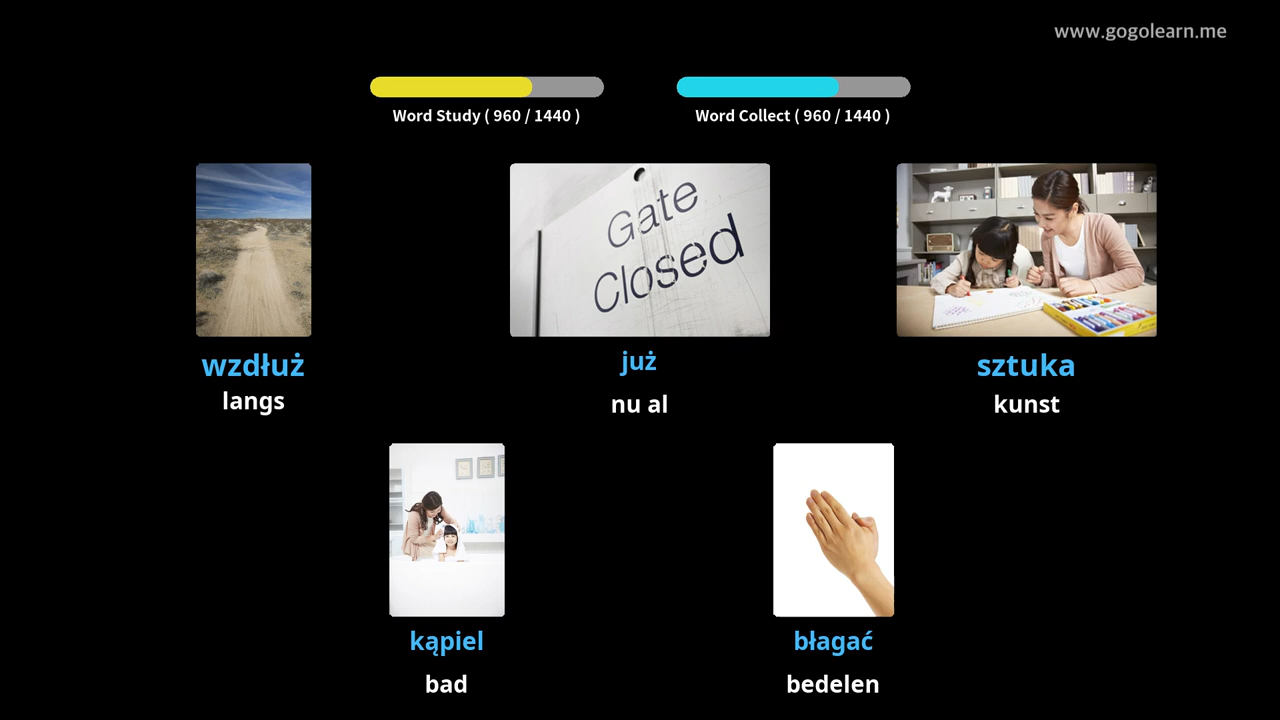 www.gogolearn.me
Word Study ( 960 / 1440 )
Word Collect ( 960 / 1440 )
Gate
Closed
wzdłuż
langs
już
nu al
sztuka
kunst
kąpiel
bad
błagać
bedelen